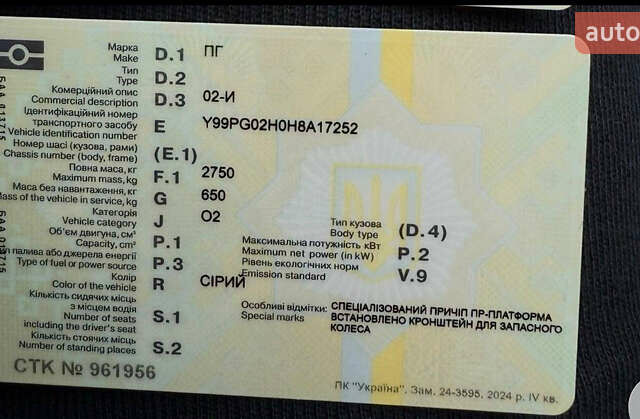 auto
Марка
Make D.1 ПГ
Тип
Type D.2
Комерційний опис
Commercial description D.3 02-И
Ідентифікаційний номер
транспортного засобу
Vehicle identification number E Y99PG02H0H8A17252
Номер шасі (кузова, рами)
Chassis number (body, frame) (E.1)
Повна маса, кг
Maximum mass, kg F.1 2750
Маса без навантаження, кг
Mass of the vehicle in service, kg G 650
Категорія
Vehicle category J О2
Об'єм двигуна, см³
Capacity, cm³ P.1
палива або джерела енергії
Type of fuel or power source P.3
Колір
Color of the vehicle R СІРИЙ
Кількість сидячих місць
з місцем водія
Number of seats S.1
including the driver's seat
Кількість стоячих місць
Number of standing places S.2
Тип кузова
Body type (D.4)
Максимальна потужність кВт
Maximum net power (in kW) P.2
Рівень екологічних норм
Emission standard V.9
Особливі відмітки: СПЕЦІАЛІЗОВАНИЙ ПРИЧІП ПР-ПЛАТФОРМА
Special marks ВСТАНОВЛЕНО КРОНШТЕЙН ДЛЯ ЗАПАСНОГО
КОЛЕСА
СТК № 961956
ПК "Україна". Зам. 24-3595. 2024 р. IV кв.